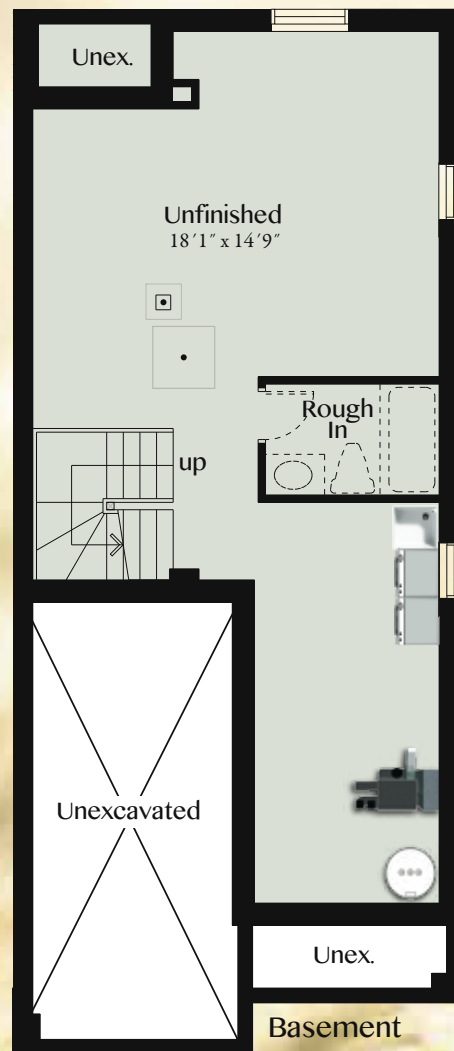 Unex.
Unfinished
18'1" x 14'9"
Rough
In
up
Unexcavated
Unex.
Basement